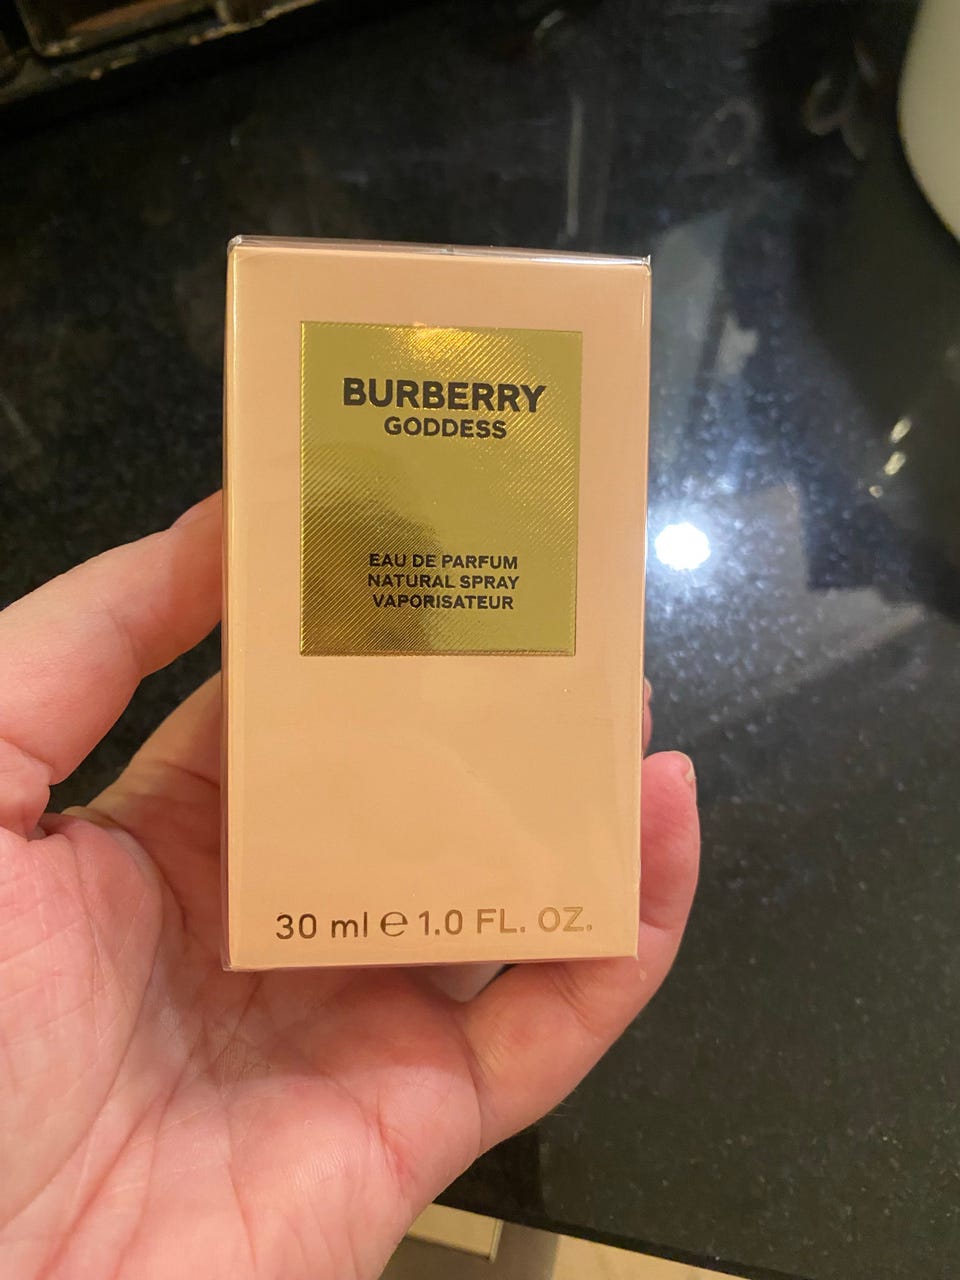 BURBERRY
GODDESS
EAU DE PARFUM
NATURAL SPRAY
VAPORISATEUR
30 ml ℮ 1.0 FL. OZ.